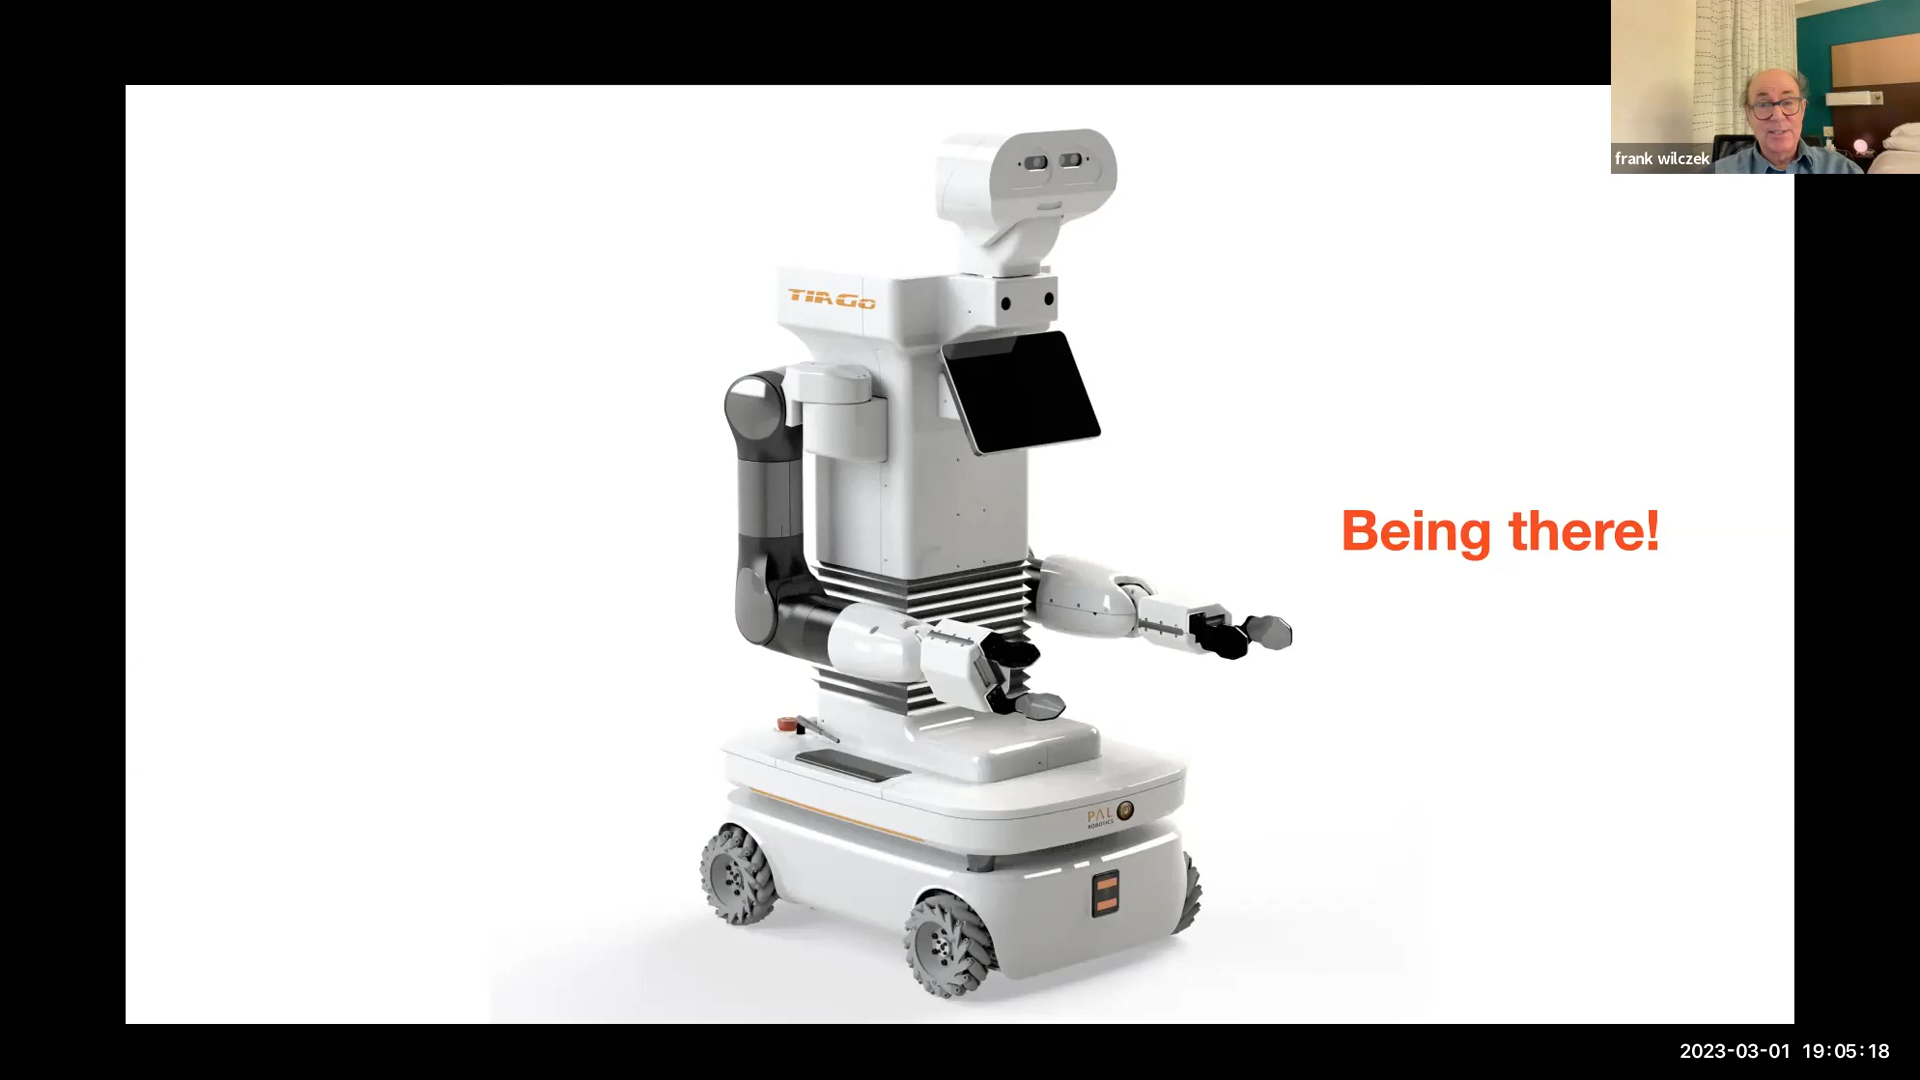 frank wilczek
TIAGo
Being there!
PAL
ROBOTICS
2023-03-01 19:05:18